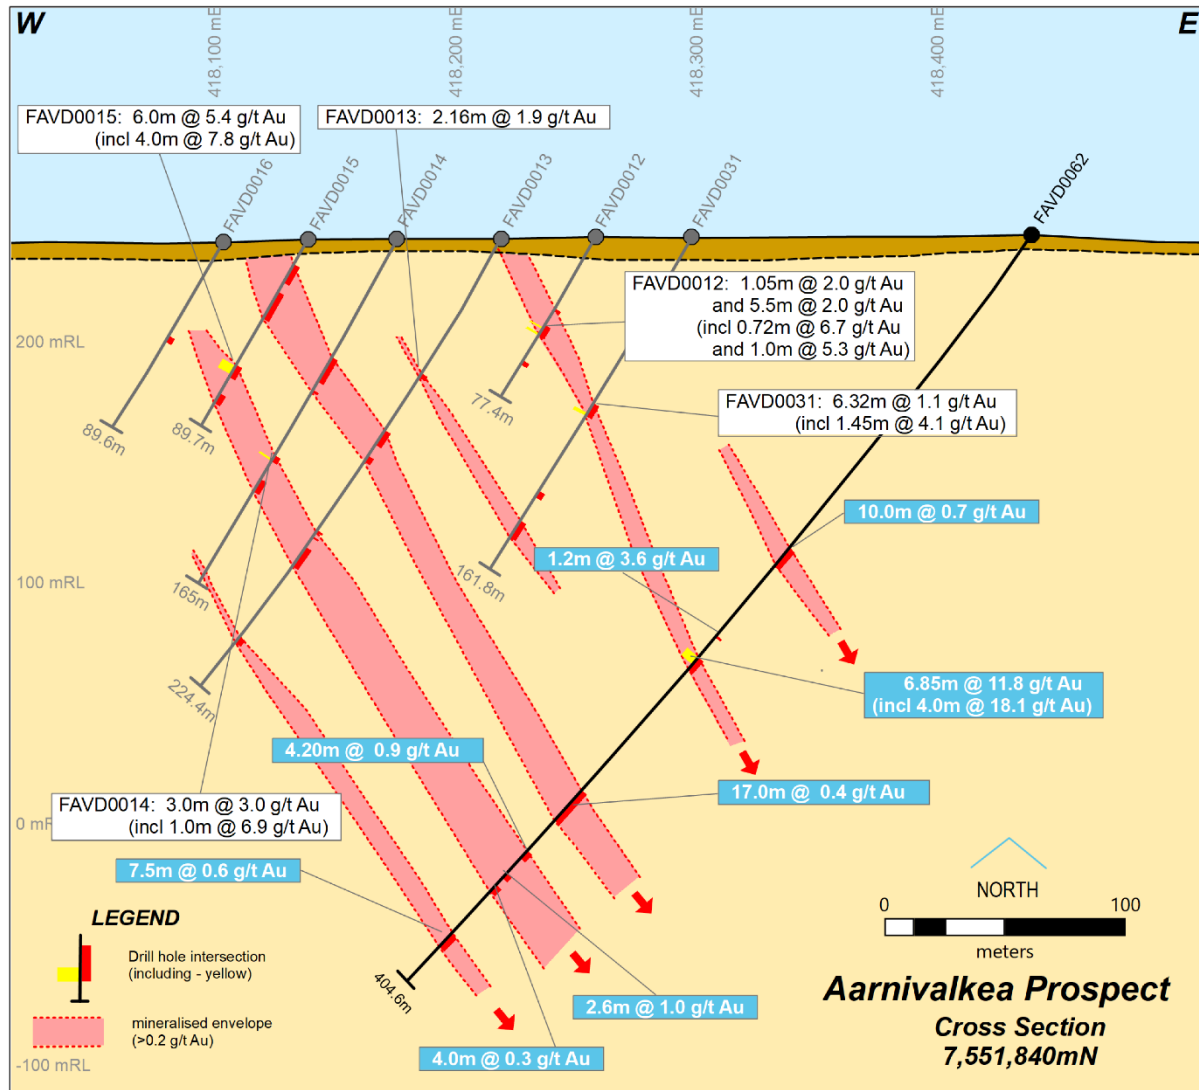 W
E
418,100 mE
418,200 mE
418,300 mE
418,400 mE
FAVD0015: 6.0m @ 5.4 g/t Au
(incl 4.0m @ 7.8 g/t Au)
FAVD0013: 2.16m @ 1.9 g/t Au
FAVD0016
FAVD0015
FAVD0014
FAVD0013
FAVD0012
FAVD0031
FAVD0062
FAVD0012: 1.05m @ 2.0 g/t Au
and 5.5m @ 2.0 g/t Au
(incl 0.72m @ 6.7 g/t Au
and 1.0m @ 5.3 g/t Au)
200 mRL
77.4m
FAVD0031: 6.32m @ 1.1 g/t Au
(incl 1.45m @ 4.1 g/t Au)
89.6m
89.7m
10.0m @ 0.7 g/t Au
1.2m @ 3.6 g/t Au
100 mRL
165m
161.8m
224.4m
6.85m @ 11.8 g/t Au
(incl 4.0m @ 18.1 g/t Au)
4.20m @ 0.9 g/t Au
17.0m @ 0.4 g/t Au
FAVD0014: 3.0m @ 3.0 g/t Au
(incl 1.0m @ 6.9 g/t Au)
0 mR
7.5m @ 0.6 g/t Au
NORTH
0
100
meters
LEGEND
Drill hole intersection
(including - yellow)
404.6m
Aarnivalkea Prospect
Cross Section
7,551,840mN
2.6m @ 1.0 g/t Au
mineralised envelope
(>0.2 g/t Au)
4.0m @ 0.3 g/t Au
-100 mRL